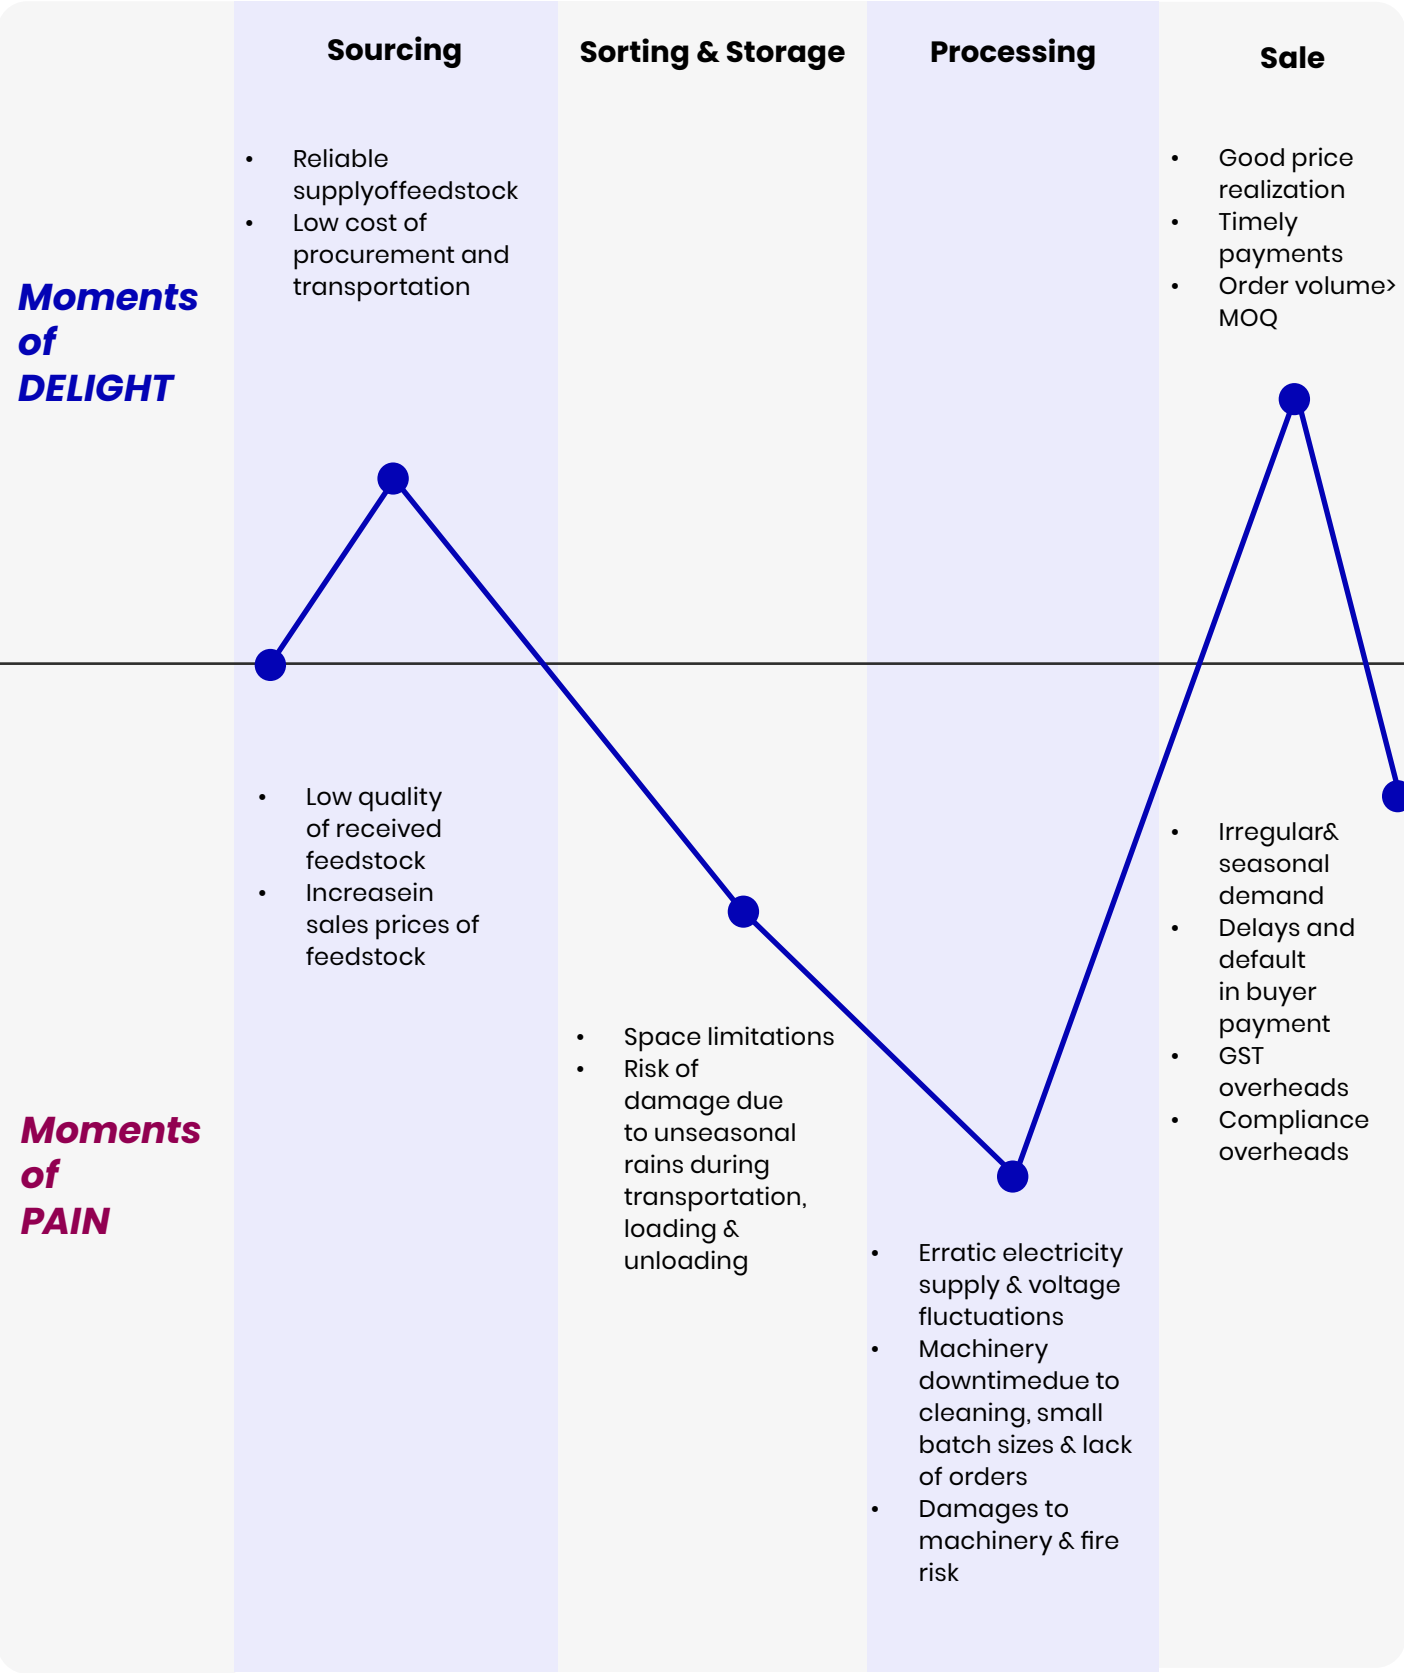 Sourcing
Sorting & Storage
Processing
Sale
Moments
of
DELIGHT
• Reliable
supplyoffeedstock
• Low cost of
procurement and
transportation
• Good price
realization
• Timely
payments
• Order volume>
MOQ
Moments
of
PAIN
• Low quality
of received
feedstock
• Increasein
sales prices of
feedstock
• Space limitations
• Risk of
damage due
to unseasonal
rains during
transportation,
loading &
unloading
• Erratic electricity
supply & voltage
fluctuations
• Machinery
downtimedue to
cleaning, small
batch sizes & lack
of orders
• Damages to
machinery & fire
risk
• Irregular&
seasonal
demand
• Delays and
default
in buyer
payment
• GST
overheads
• Compliance
overheads